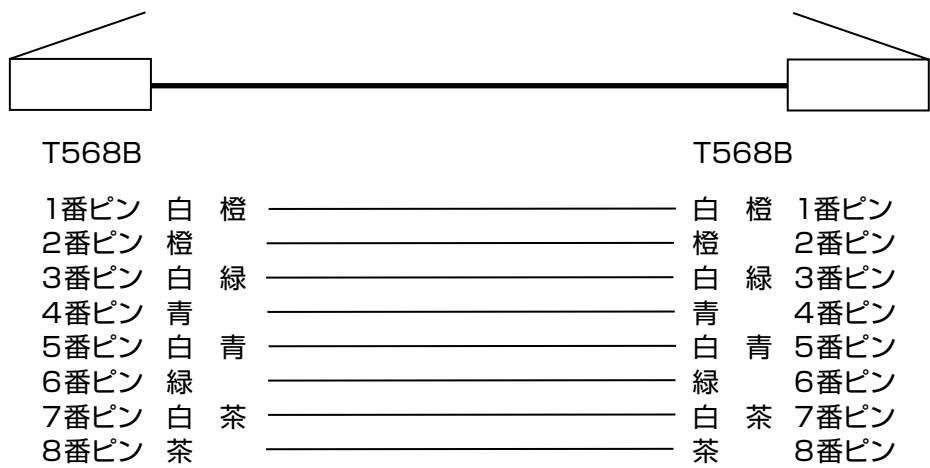 T568B T568B
1番ピン 白 橙 白 橙 1番ピン
2番ピン 橙 橙 2番ピン
3番ピン 白 緑 白 緑 3番ピン
4番ピン 青 青 4番ピン
5番ピン 白 青 白 青 5番ピン
6番ピン 緑 緑 6番ピン
7番ピン 白 茶 白 茶 7番ピン
8番ピン 茶 茶 8番ピン